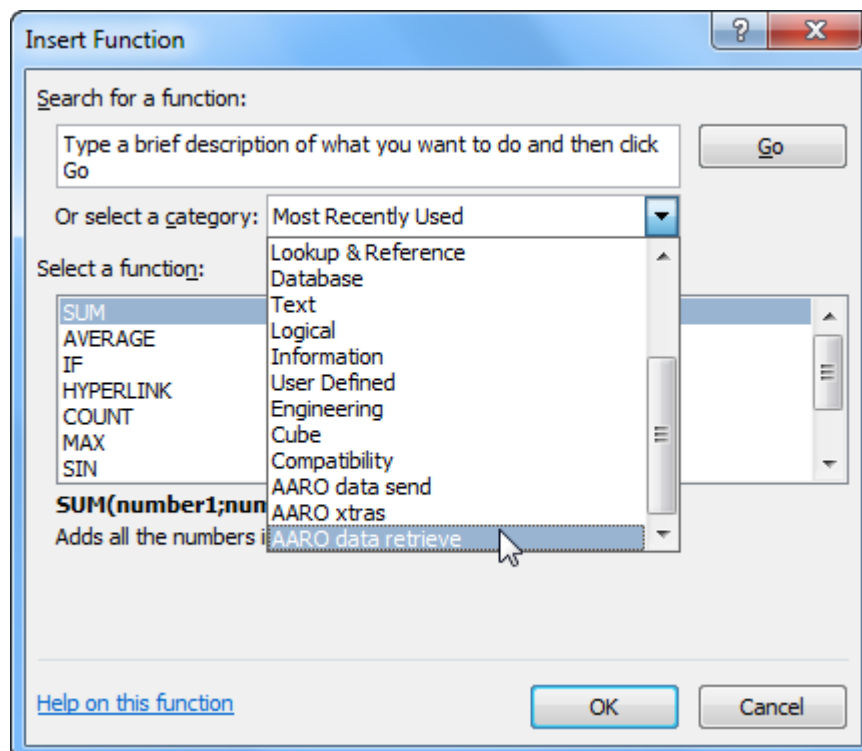 Insert Function
Search for a function:
Type a brief description of what you want to do and then click
Go
Go
Or select a category:
Most Recently Used
Lookup & Reference
Database
Text
Logical
Information
User Defined
Engineering
Cube
Compatibility
AARO data send
AARO xtras
AARO data retrieve
Select a function:
SUM
AVERAGE
IF
HYPERLINK
COUNT
MAX
SIN
SUM(number1;num
Adds all the numbers i
Help on this function
OK
Cancel